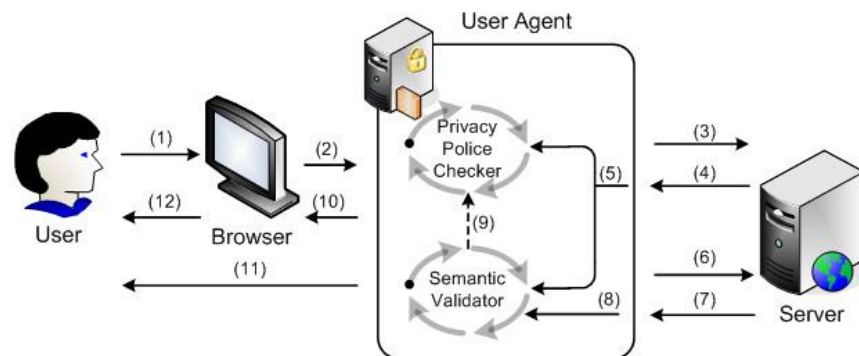 User Agent
(1)
(2)
Privacy
Police
Checker
(3)
(5)
(4)
(12)
(10)
(9)
User
Browser
(11)
Semantic
Validator
(6)
(8)
(7)
Server